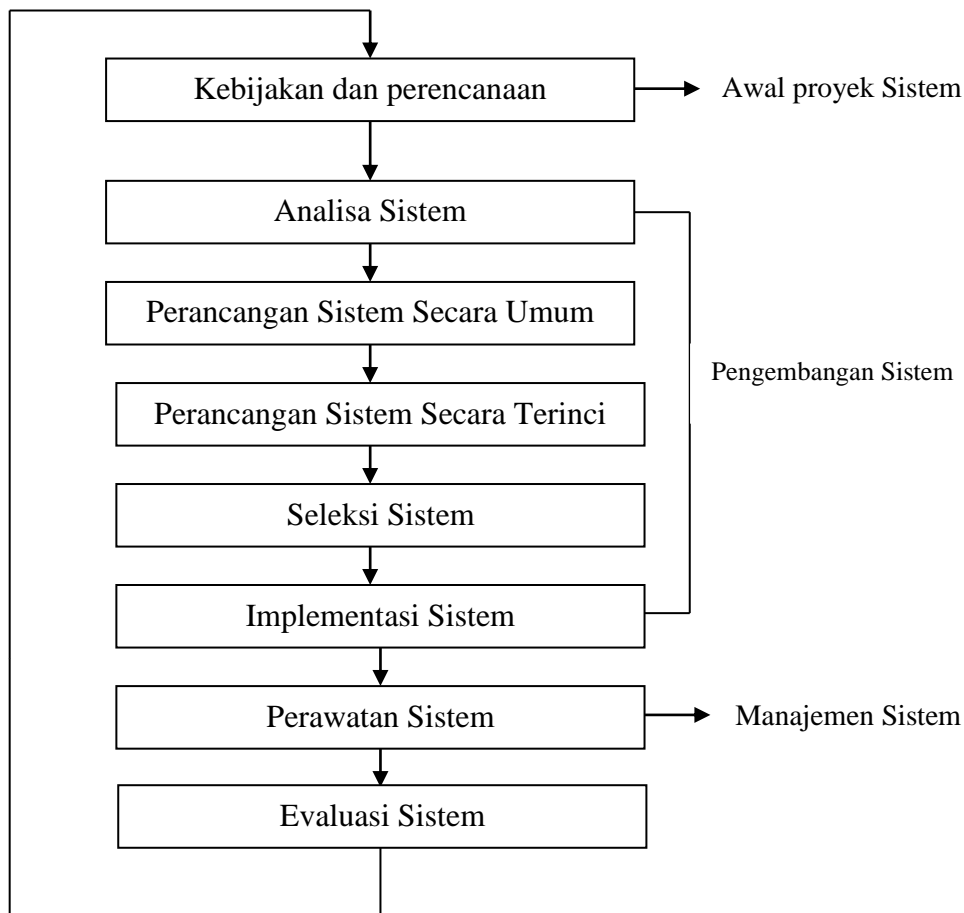 Kebijakan dan perencanaan
Awal proyek Sistem
Analisa Sistem
Perancangan Sistem Secara Umum
Pengembangan Sistem
Perancangan Sistem Secara Terinci
Seleksi Sistem
Implementasi Sistem
Perawatan Sistem
Manajemen Sistem
Evaluasi Sistem